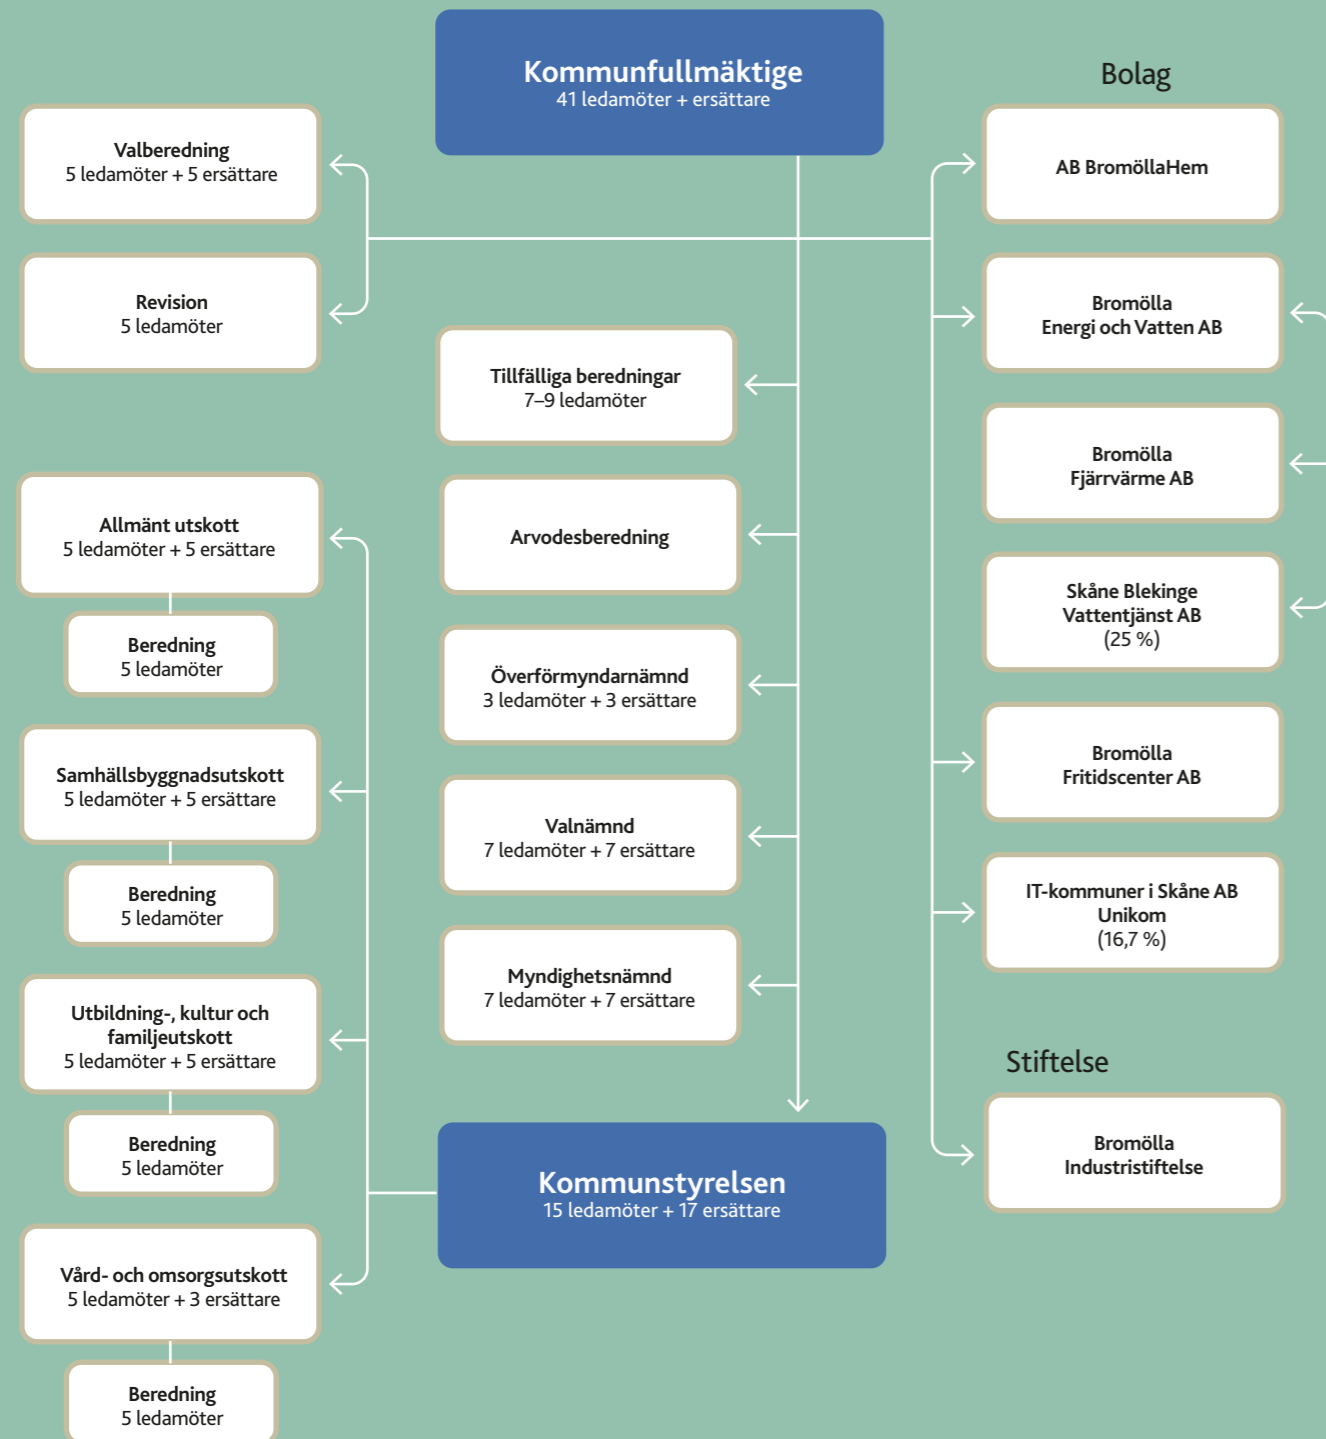 Kommunfullmäktige
41 ledamöter + ersättare
Valberedning
5 ledamöter + 5 ersättare
Revision
5 ledamöter
Tillfälliga beredningar
7–9 ledamöter
Arvodesberedning
Överförmyndarnämnd
3 ledamöter + 3 ersättare
Valnämnd
7 ledamöter + 7 ersättare
Myndighetsnämnd
7 ledamöter + 7 ersättare
Kommunstyrelsen
15 ledamöter + 17 ersättare
Allmänt utskott
5 ledamöter + 5 ersättare
Beredning
5 ledamöter
Samhällsbyggnadsutskott
5 ledamöter + 5 ersättare
Beredning
5 ledamöter
Utbildning-, kultur och
familjeutskott
5 ledamöter + 5 ersättare
Beredning
5 ledamöter
Vård- och omsorgsutskott
5 ledamöter + 3 ersättare
Beredning
5 ledamöter
Bolag
AB BromöllaHem
Bromölla
Energi och Vatten AB
Bromölla
Fjärrvärme AB
Skåne Blekinge
Vattentjänst AB
(25 %)
Bromölla
Fritidscenter AB
IT-kommuner i Skåne AB
Unikom
(16,7 %)
Stiftelse
Bromölla
Industristiftelse